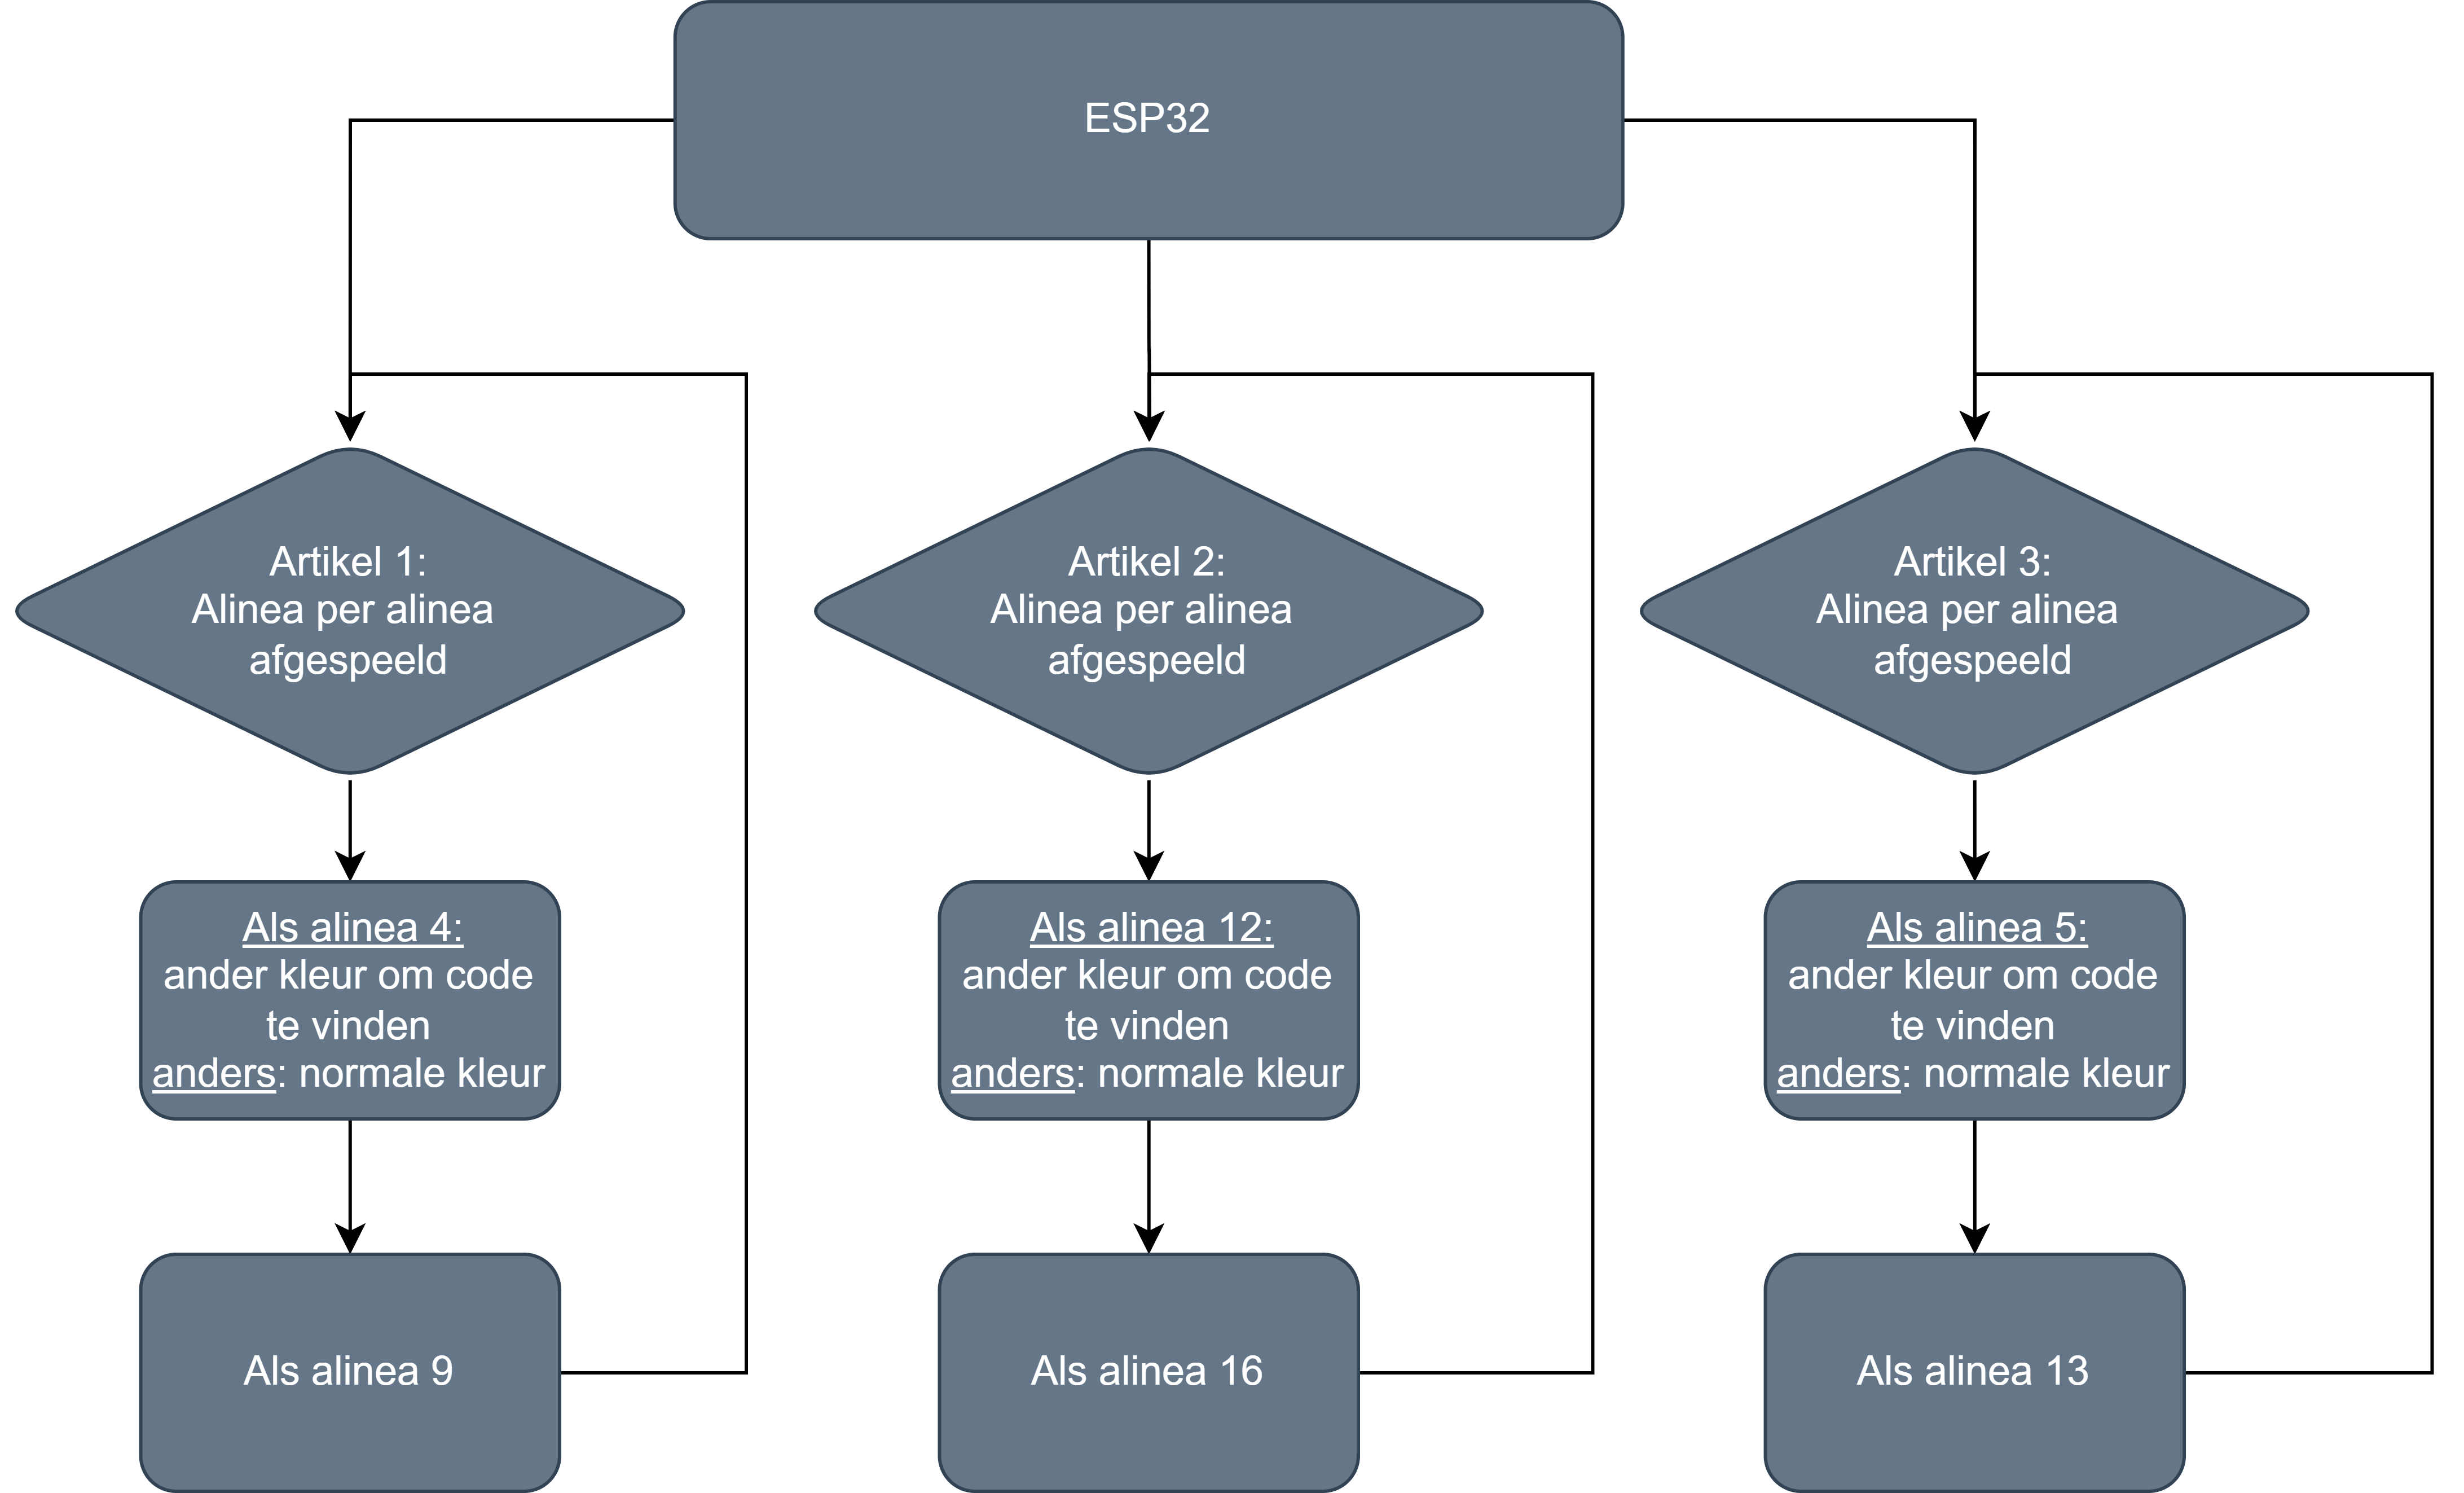 ESP32
Artikel 1:
Alinea per alinea
afgespeeld
Artikel 2:
Alinea per alinea
afgespeeld
Artikel 3:
Alinea per alinea
afgespeeld
Als alinea 4:
ander kleur om code
te vinden
anders: normale kleur
Als alinea 12:
ander kleur om code
te vinden
anders: normale kleur
Als alinea 5:
ander kleur om code
te vinden
anders: normale kleur
Als alinea 9
Als alinea 16
Als alinea 13